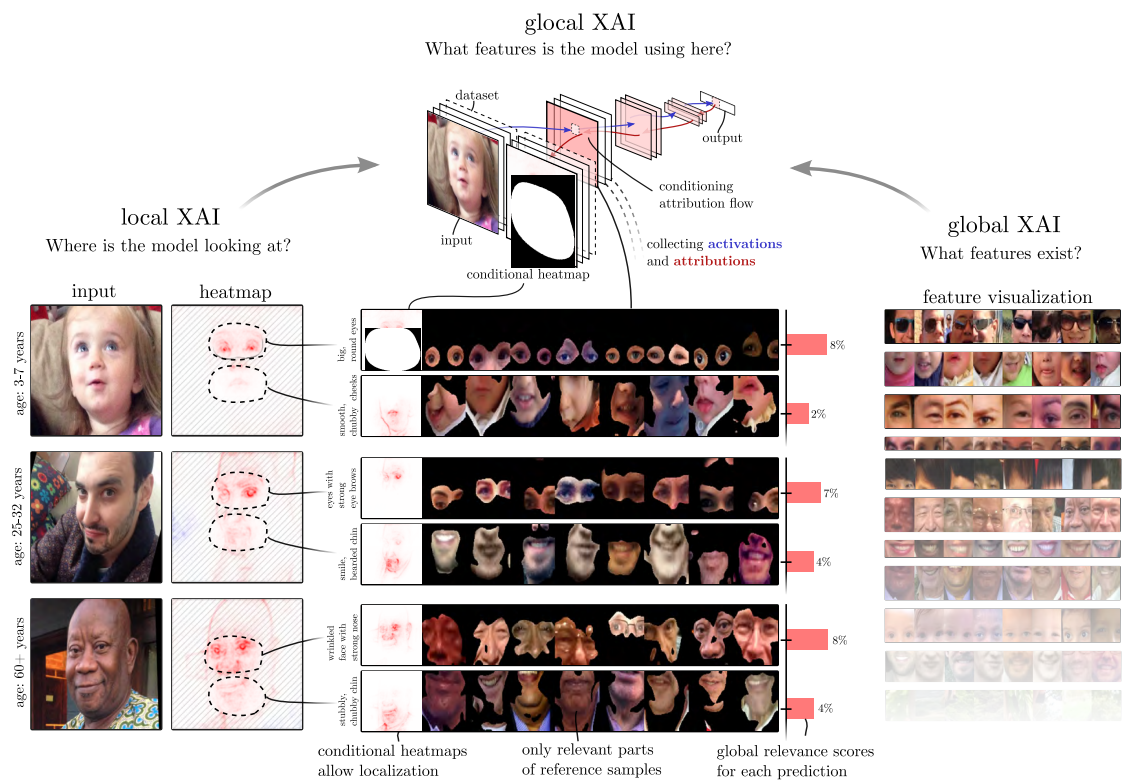 glocal XAI
What features is the model using here?
dataset
output
conditioning
attribution flow
input
collecting activations
and attributions
conditional heatmap
local XAI
Where is the model looking at?
global XAI
What features exist?
input
heatmap
feature visualization
age: 3-7 years
big,
round eyes
8%
smooth,
chubby cheeks
2%
age: 25-32 years
eyes with
strong
eye brows
7%
smile,
bearded chin
4%
age: 60+ years
wrinkled
face with
strong nose
8%
stubbly,
chubby chin
4%
conditional heatmaps
allow localization
only relevant parts
of reference samples
global relevance scores
for each prediction